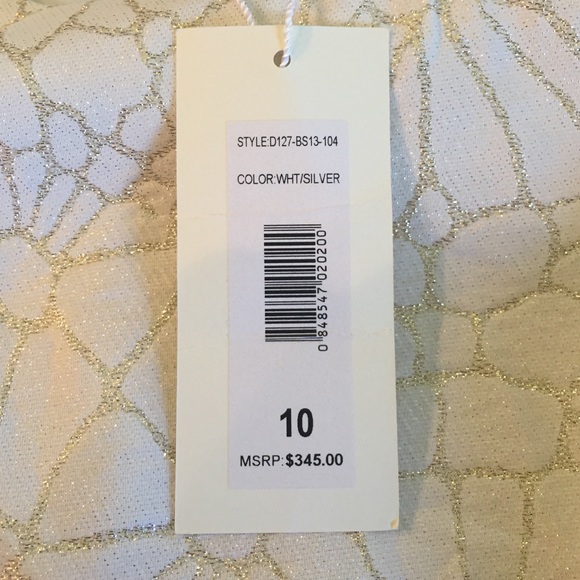 STYLE:D127-BS13-104
COLOR:WHT/SILVER
0 848547 020200
10
MSRP:$345.00